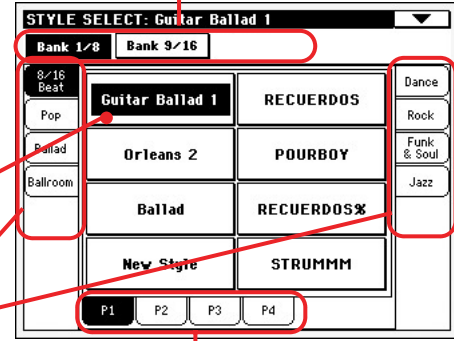 STYLE SELECT: Guitar Ballad 1
Bank 1/8 Bank 9/16
8/16
Beat
Pop
Ballad
Ballroom
Guitar Ballad 1
RECUERDOS
Orleans 2
POURBOY
Ballad
RECUERDOS%
New Style
STRUMMM
Dance
Rock
Funk
& Soul
Jazz
P1 P2 P3 P4